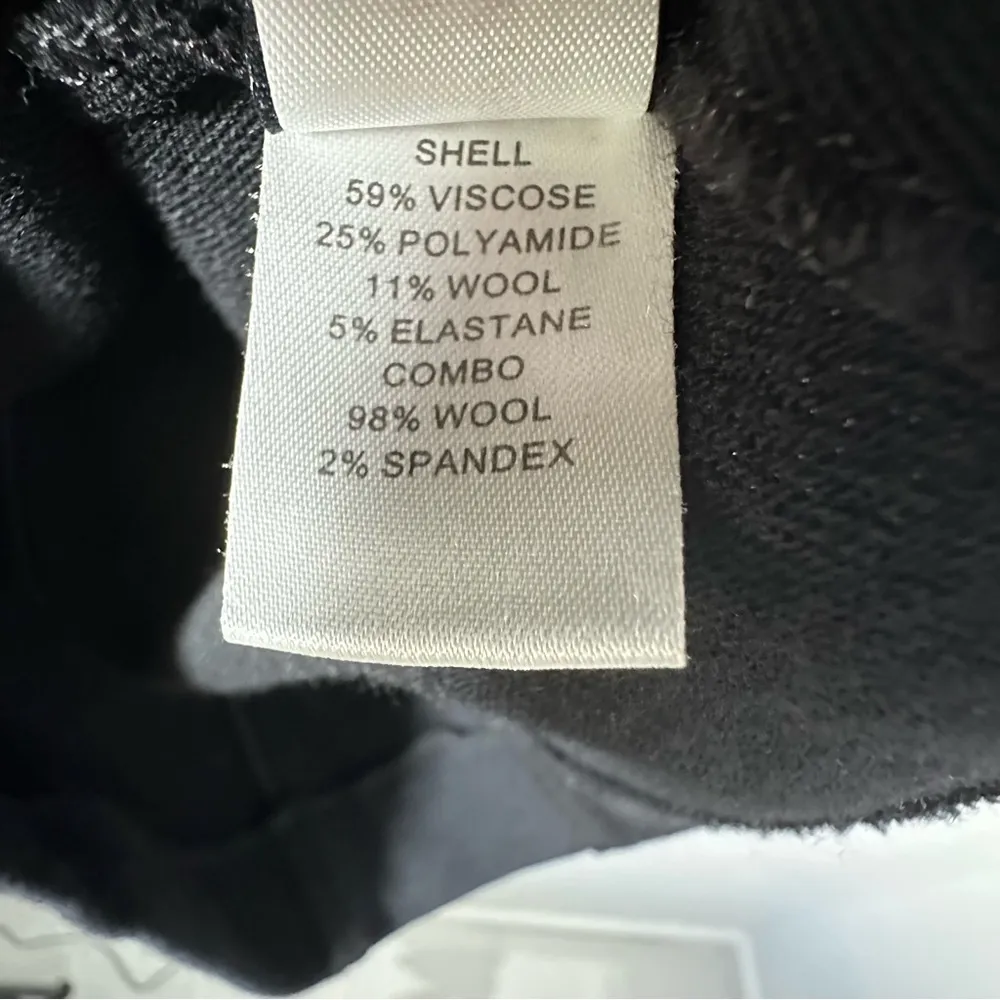 SHELL
59% VISCOSE
25% POLYAMIDE
11% WOOL
5% ELASTANE
COMBO
98% WOOL
2% SPANDEX